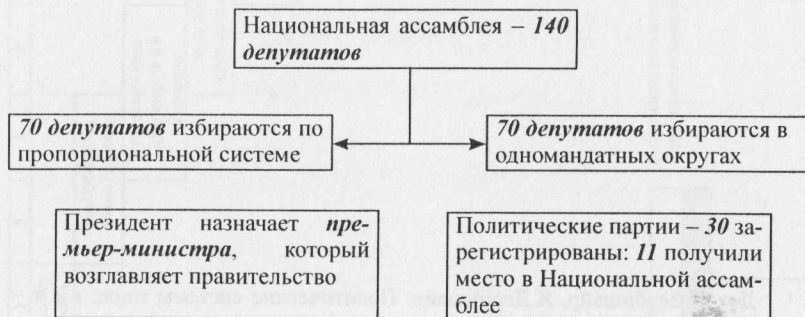 Национальная ассамблея – 140
депутатов
70 депутатов избираются по
пропорциональной системе
70 депутатов избираются в
одномандатных округах
Президент назначает пре-
мьер-министра, который
возглавляет правительство
Политические партии – 30 за-
регистрированы: 11 получили
место в Национальной ассам-
блее